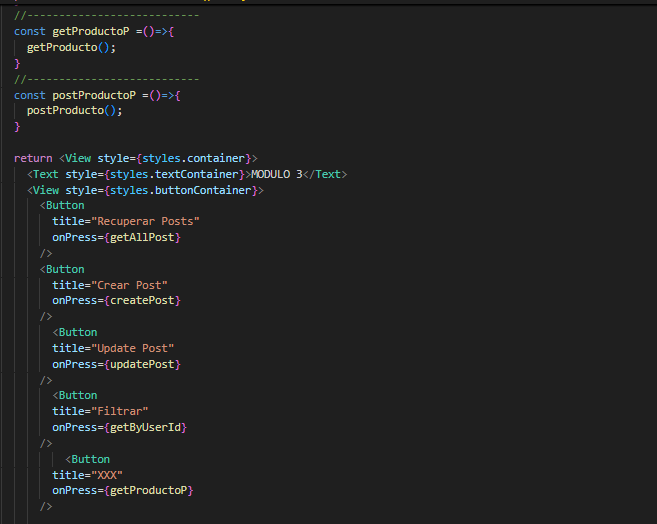 //---------------------------
const getProductoP =()=>{
getProducto();
}
//---------------------------
const postProductoP =()=>{
postProducto();
}
return <View style={styles.container}>
<Text style={styles.textContainer}>MODULO 3</Text>
<View style={styles.buttonContainer}>
<Button
title="Recuperar Posts"
onPress={getAllPost}
/>
<Button
title="Crear Post"
onPress={createPost}
/>
<Button
title="Update Post"
onPress={updatePost}
/>
<Button
title="Filtrar"
onPress={getByUserId}
/>
<Button
title="XXX"
onPress={getProductoP}
/>